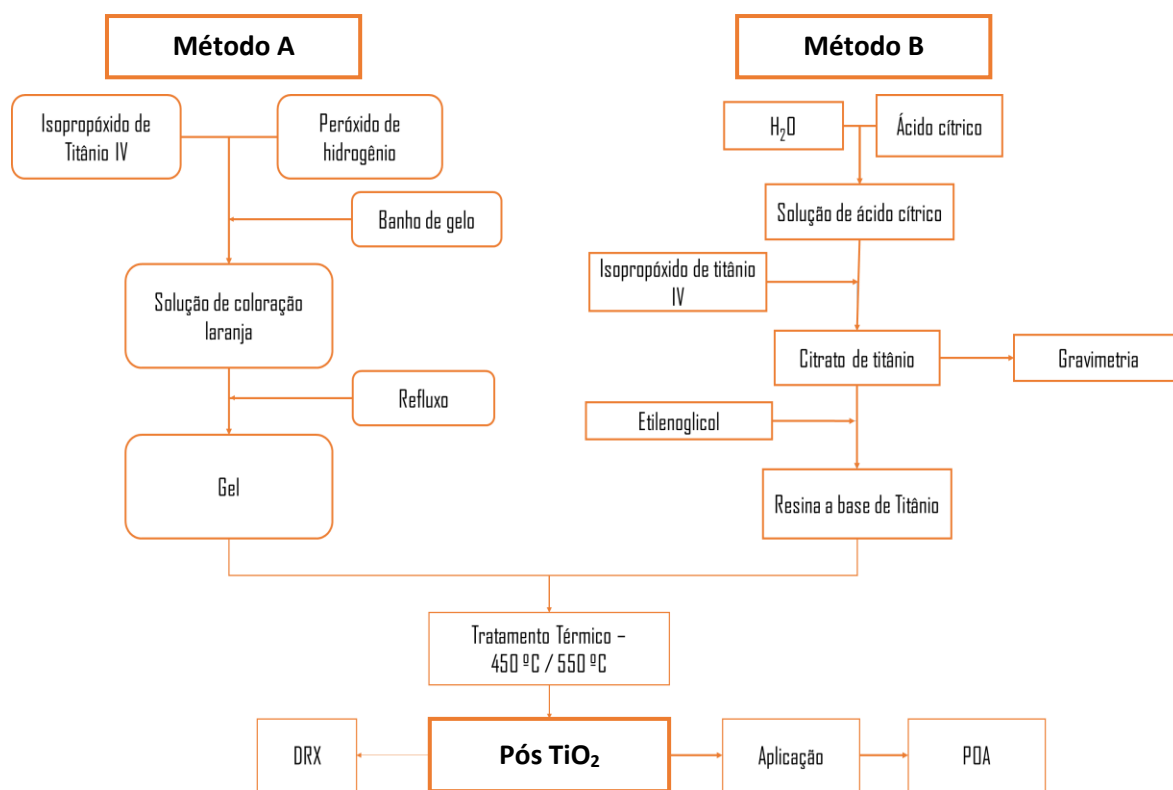 Método A
Método B
Isopropóxido de
Titânio IV
Peróxido de
hidrogênio
Banho de gelo
Solução de coloração
laranja
Refluxo
Gel
H₂O
Ácido cítrico
Solução de ácido cítrico
Isopropóxido de titânio
IV
Citrato de titânio
Gravimetria
Etilenoglicol
Resina a base de Titânio
Tratamento Térmico –
450 ºC / 550 ºC
DRX
Pós TiO₂
Aplicação
POA